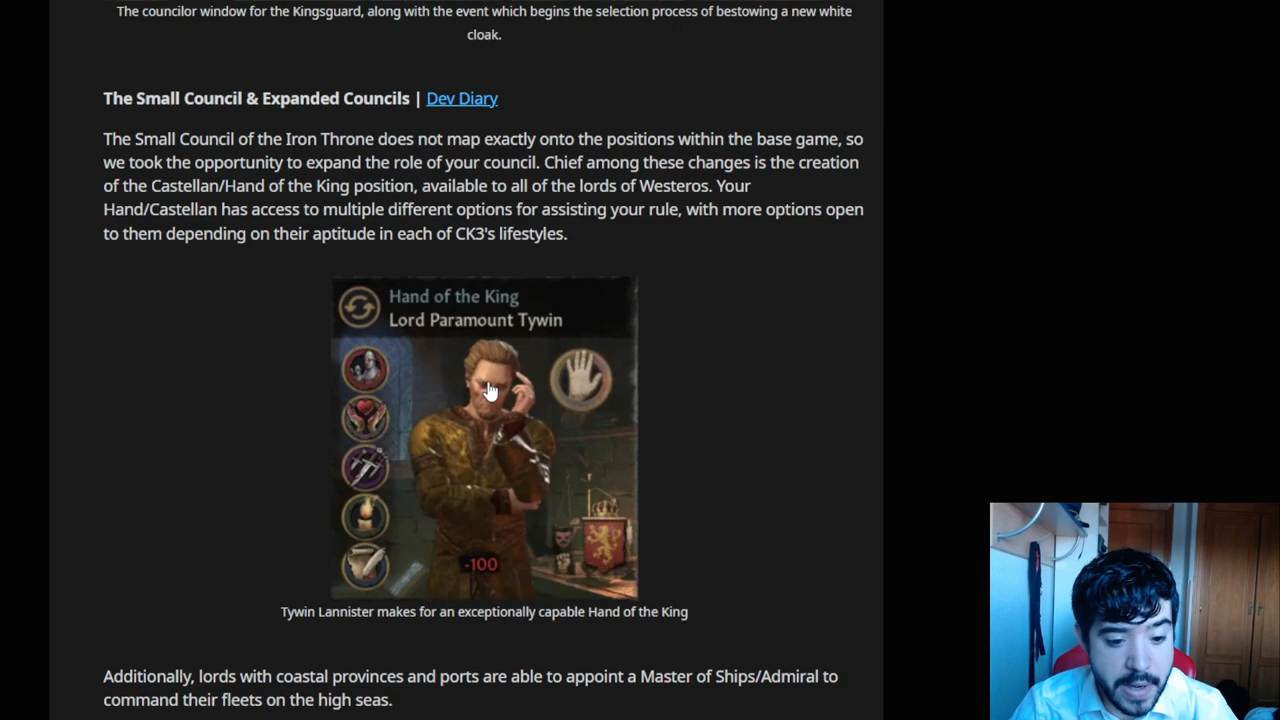 The councilor window for the Kingsguard, along with the event which begins the selection process of bestowing a new white
cloak.
The Small Council & Expanded Councils | Dev Diary
The Small Council of the Iron Throne does not map exactly onto the positions within the base game, so
we took the opportunity to expand the role of your council. Chief among these changes is the creation
of the Castellan/Hand of the King position, available to all of the lords of Westeros. Your
Hand/Castellan has access to multiple different options for assisting your rule, with more options open
to them depending on their aptitude in each of CK3's lifestyles.
Hand of the King
Lord Paramount Tywin
-100
Tywin Lannister makes for an exceptionally capable Hand of the King
Additionally, lords with coastal provinces and ports are able to appoint a Master of Ships/Admiral to
command their fleets on the high seas.